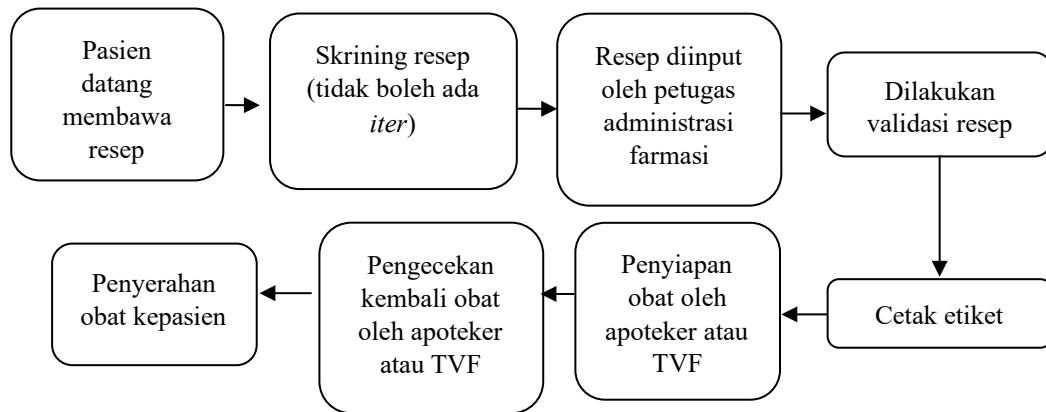 Pasien
datang
membawa
resep
Skrining resep
(tidak boleh ada
iter)
Resep diinput
oleh petugas
administrasi
farmasi
Dilakukan
validasi resep
Cetak etiket
Penyiapan
obat oleh
apoteker atau
TVF
Pengecekan
kembali obat
oleh apoteker
atau TVF
Penyerahan
obat kepasien